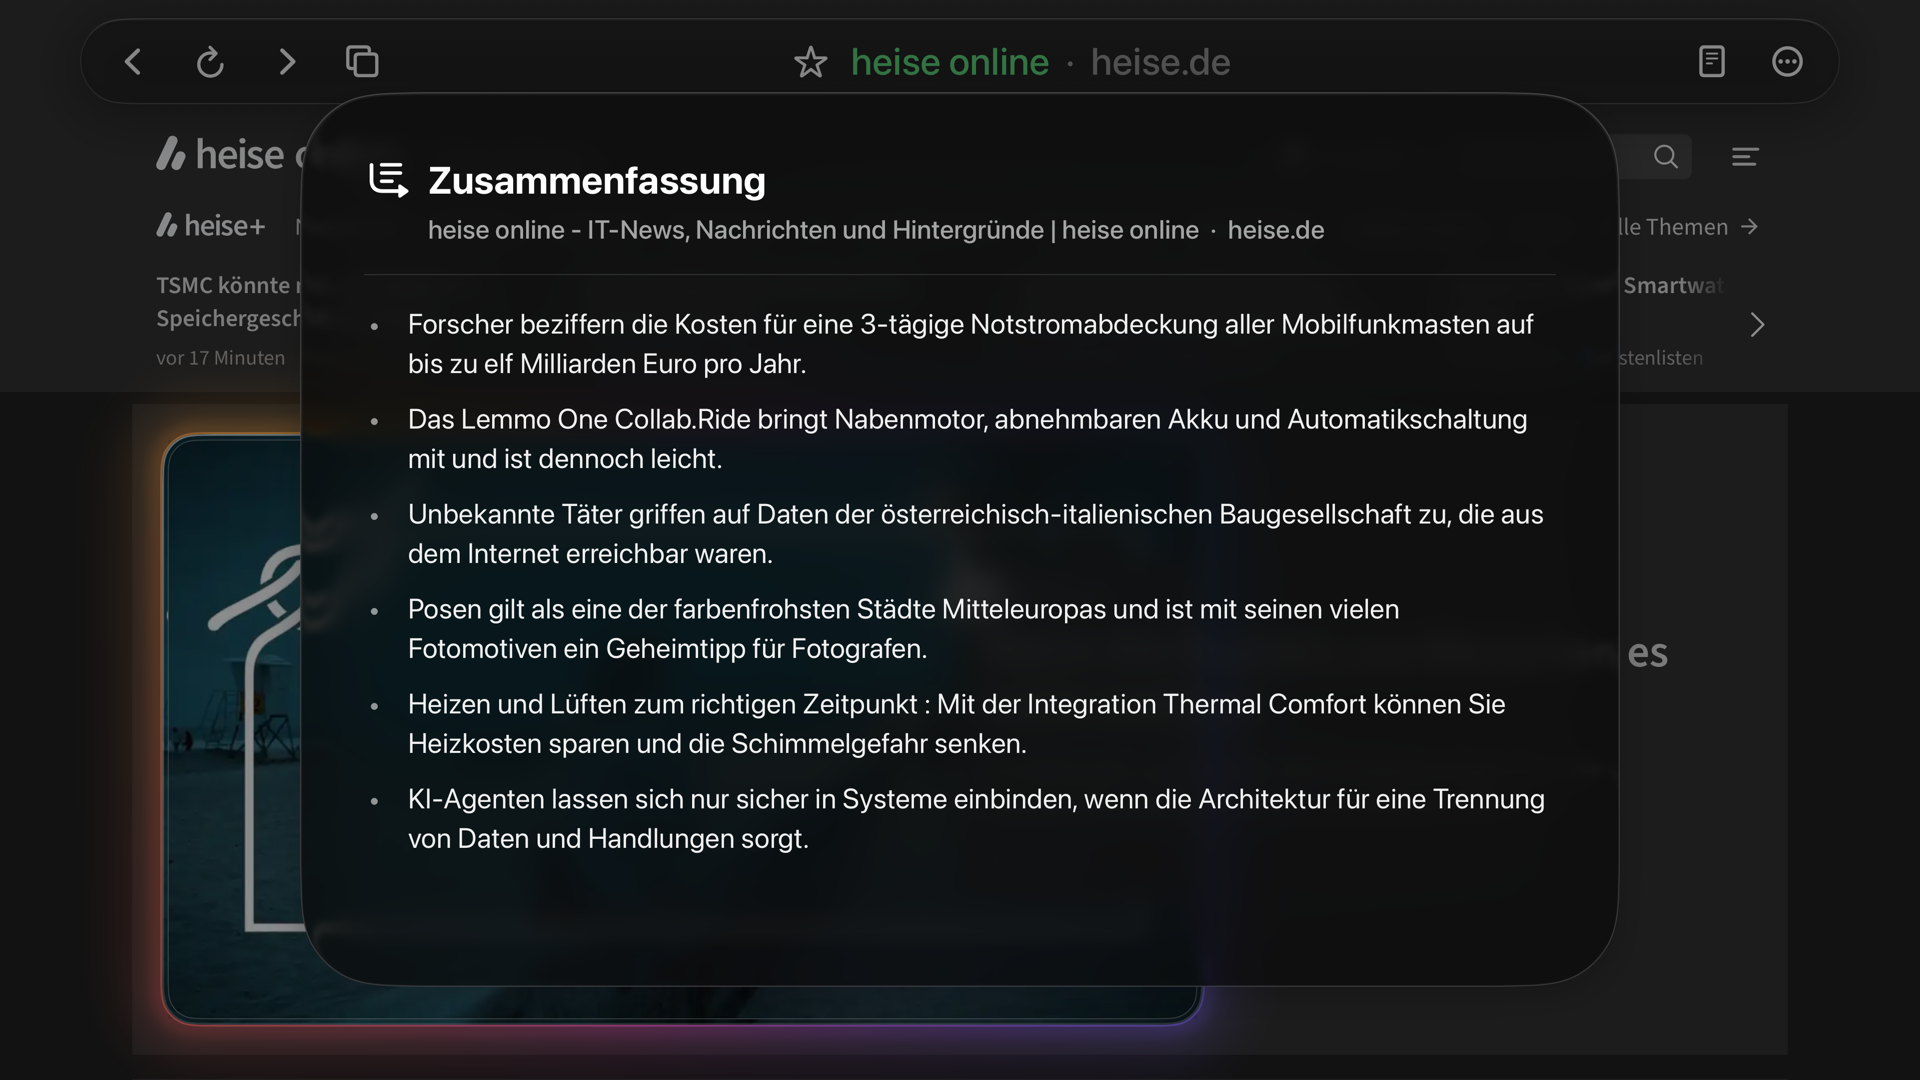 heise online · heise.de
heise
heise+
lle Themen
TSMC könnte
Speichergesch
vor 17 Minuten
Smartwat
stenlisten
es
Zusammenfassung
heise online - IT-News, Nachrichten und Hintergründe | heise online · heise.de
• Forscher beziffern die Kosten für eine 3-tägige Notstromabdeckung aller Mobilfunkmasten auf
bis zu elf Milliarden Euro pro Jahr.
• Das Lemmo One Collab.Ride bringt Nabenmotor, abnehmbaren Akku und Automatikschaltung
mit und ist dennoch leicht.
• Unbekannte Täter griffen auf Daten der österreichisch-italienischen Baugesellschaft zu, die aus
dem Internet erreichbar waren.
• Posen gilt als eine der farbenfrohsten Städte Mitteleuropas und ist mit seinen vielen
Fotomotiven ein Geheimtipp für Fotografen.
• Heizen und Lüften zum richtigen Zeitpunkt : Mit der Integration Thermal Comfort können Sie
Heizkosten sparen und die Schimmelgefahr senken.
• KI-Agenten lassen sich nur sicher in Systeme einbinden, wenn die Architektur für eine Trennung
von Daten und Handlungen sorgt.